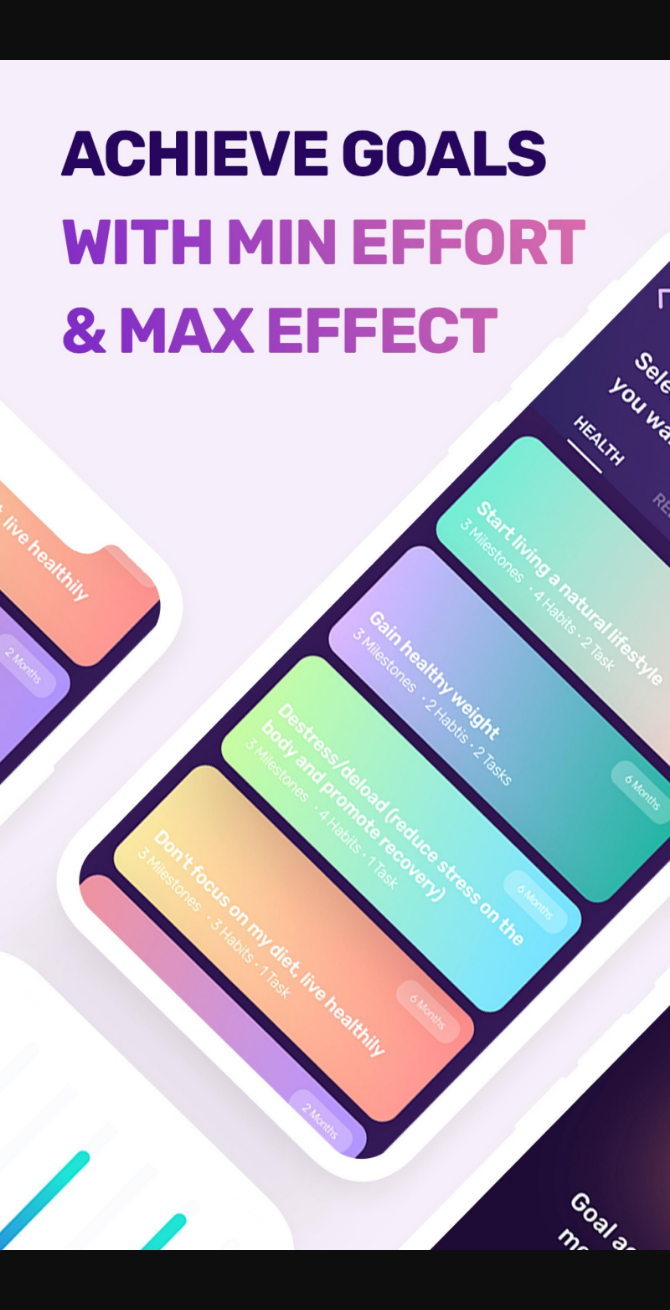 ACHIEVE GOALS
WITH MIN EFFORT
& MAX EFFECT
live healthily
2 Months
you
HEALTH
Start living a natural lifestyle
3 Milestones · 4 Habits · 2 Task
Gain healthy weight
3 Milestones · 2 Habtis · 2 Tasks
6 Months
Destress/deload (reduce stress on the
body and promote recovery)
3 Milestones · 4 Habits · 1 Task
6 Months
Don't focus on my diet, live healthily
3 Milestones · 3 Habits · 1 Task
6 Months
2 Months
Goal